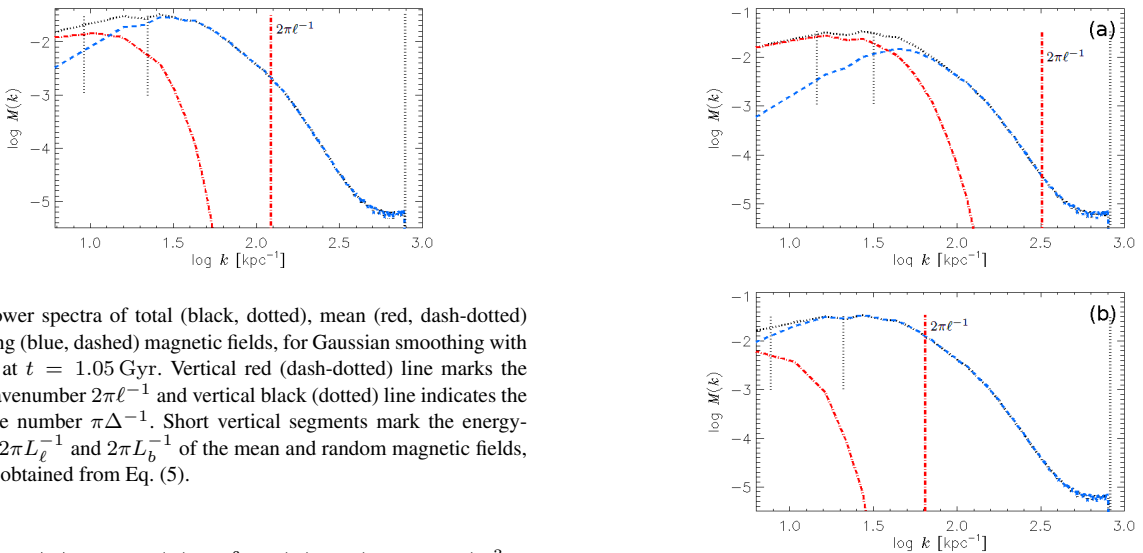 −2
−3
−4
−5
log M(k)
2πℓ⁻¹
1.0 1.5 2.0 2.5 3.0
log k [kpc⁻¹]
ower spectra of total (black, dotted), mean (red, dash-dotted)
ng (blue, dashed) magnetic fields, for Gaussian smoothing with
at t = 1.05 Gyr. Vertical red (dash-dotted) line marks the
avenumber 2πℓ⁻¹ and vertical black (dotted) line indicates the
e number πΔ⁻¹. Short vertical segments mark the energy-
2πL_ℓ⁻¹ and 2πL_b⁻¹ of the mean and random magnetic fields,
obtained from Eq. (5).
−1
−2
−3
−4
−5
log M(k)
(a)
2πℓ⁻¹
1.0 1.5 2.0 2.5 3.0
log k [kpc⁻¹]
−1
−2
−3
−4
−5
log M(k)
(b)
2πℓ⁻¹
1.0 1.5 2.0 2.5 3.0
log k [kpc⁻¹]